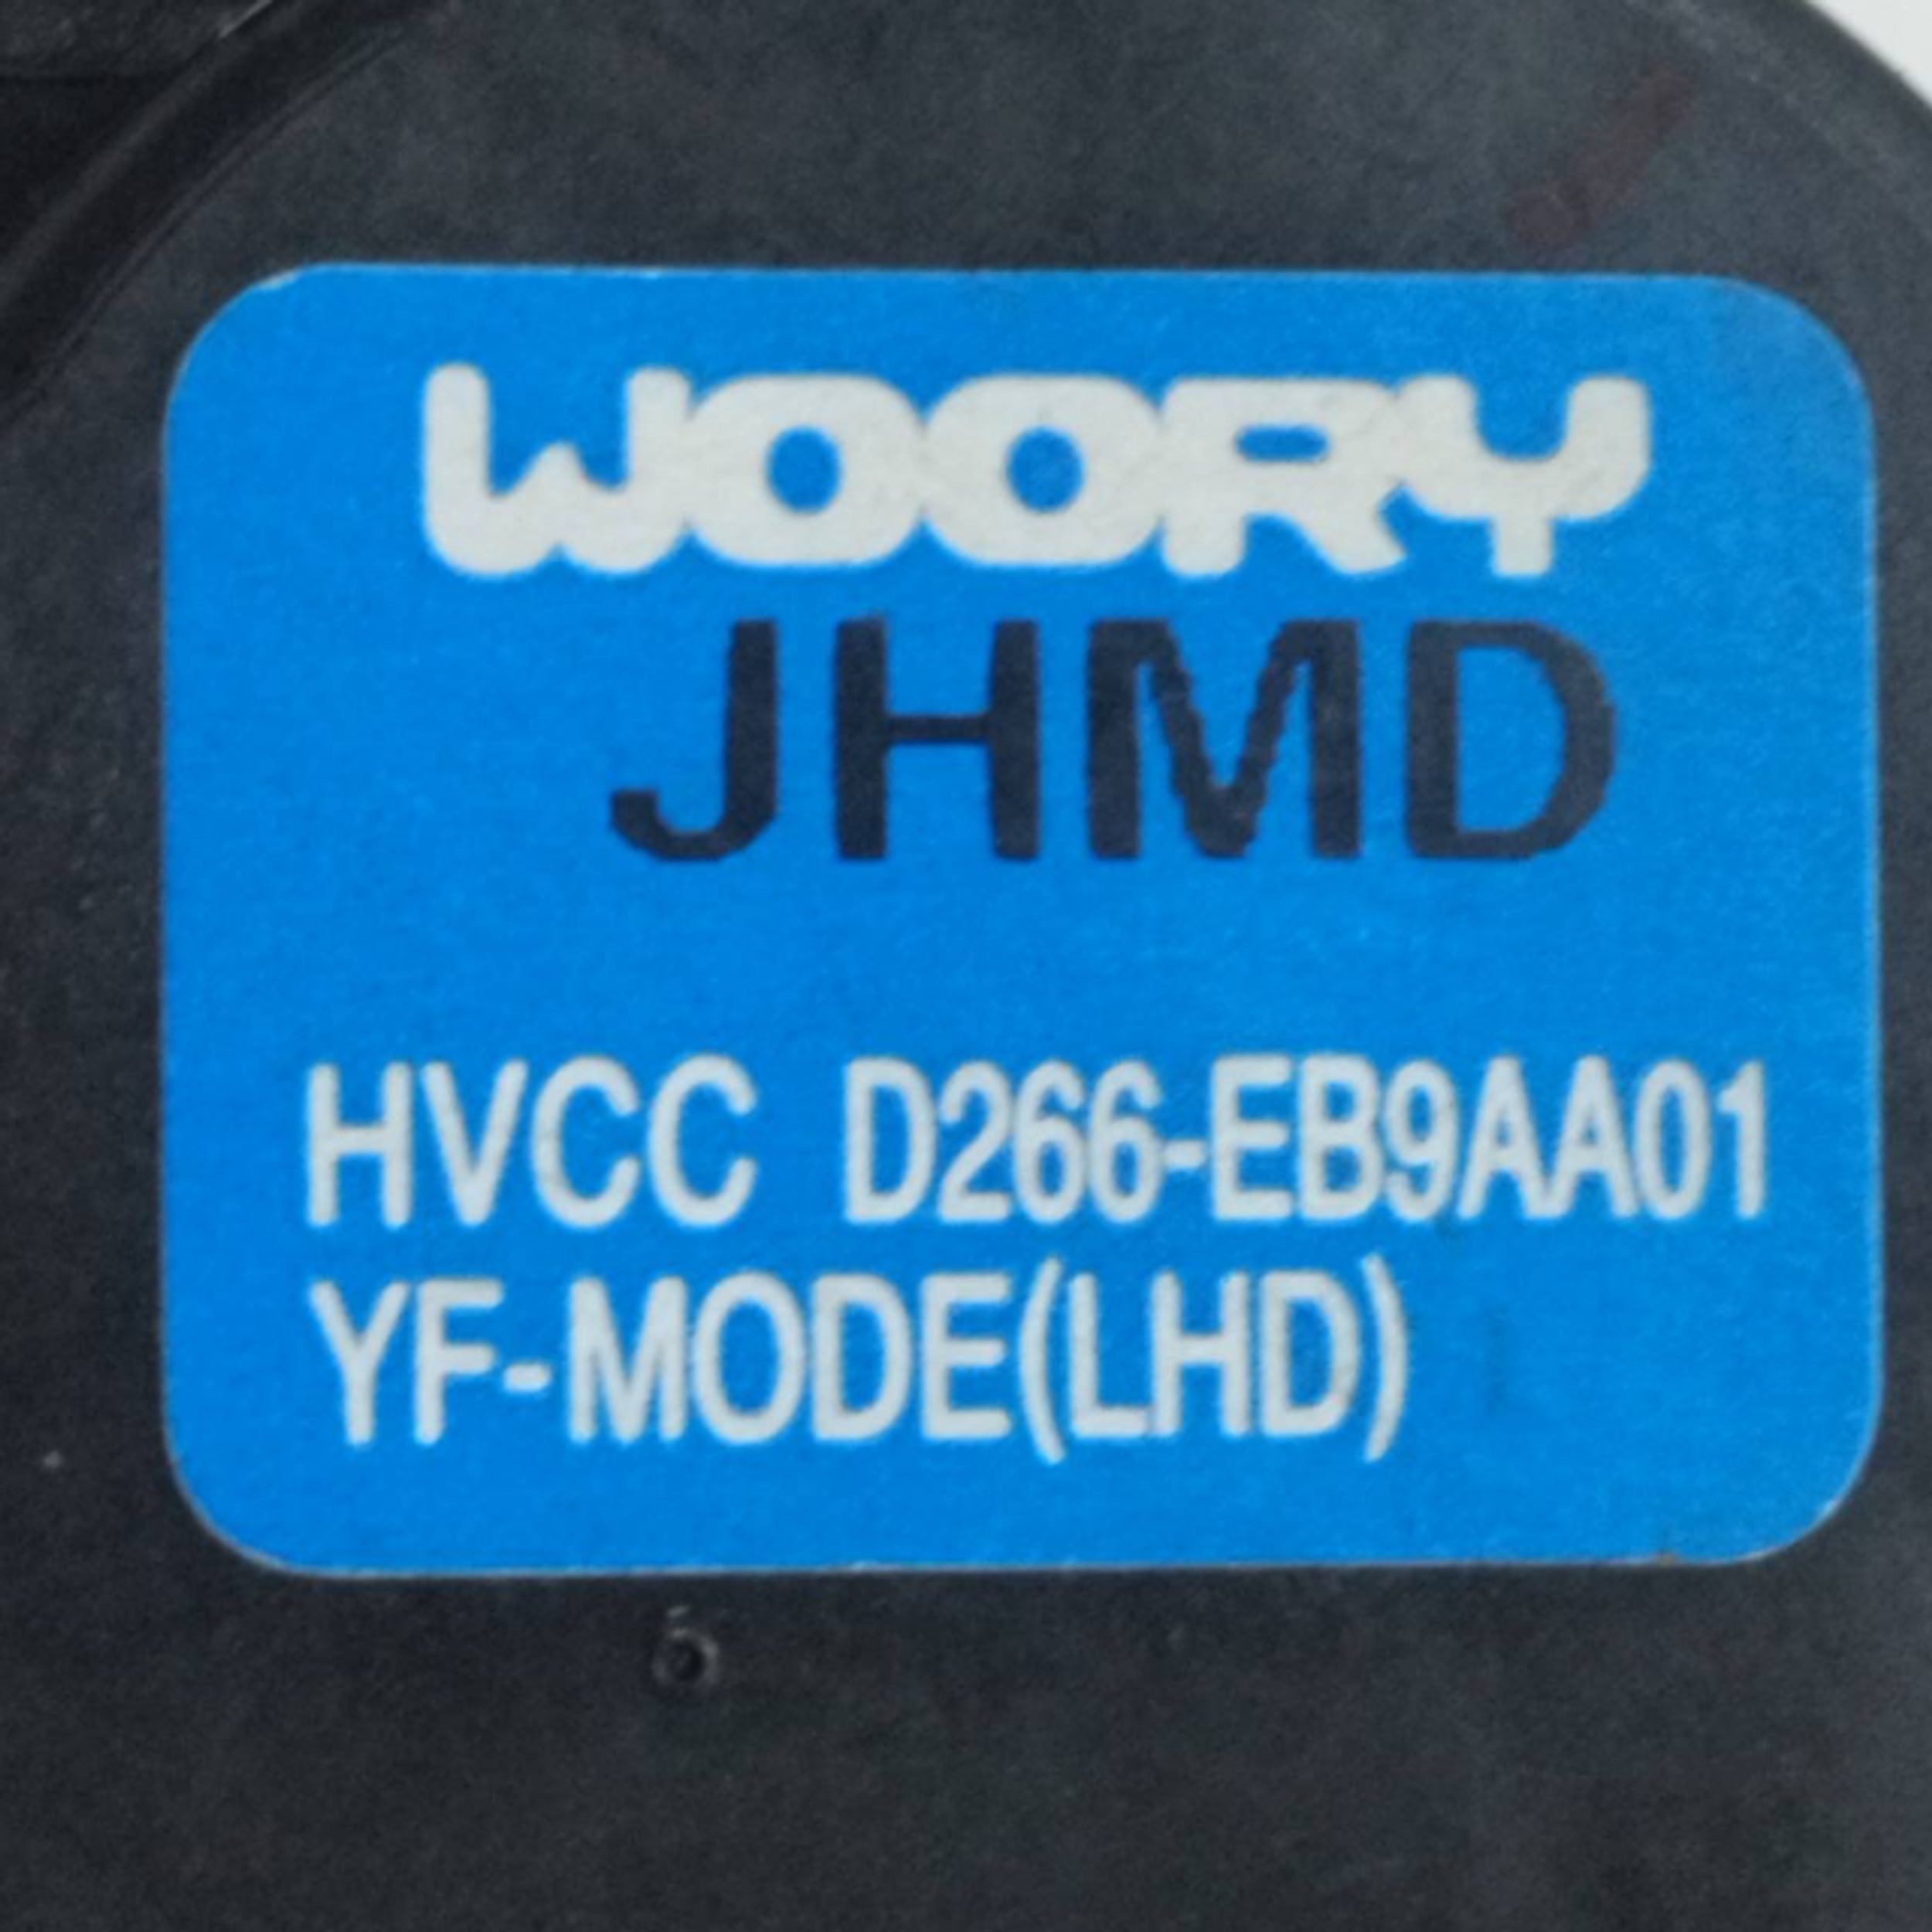 WOORY
JHMD
HVCC D266-EB9AA01
YF-MODE(LHD)